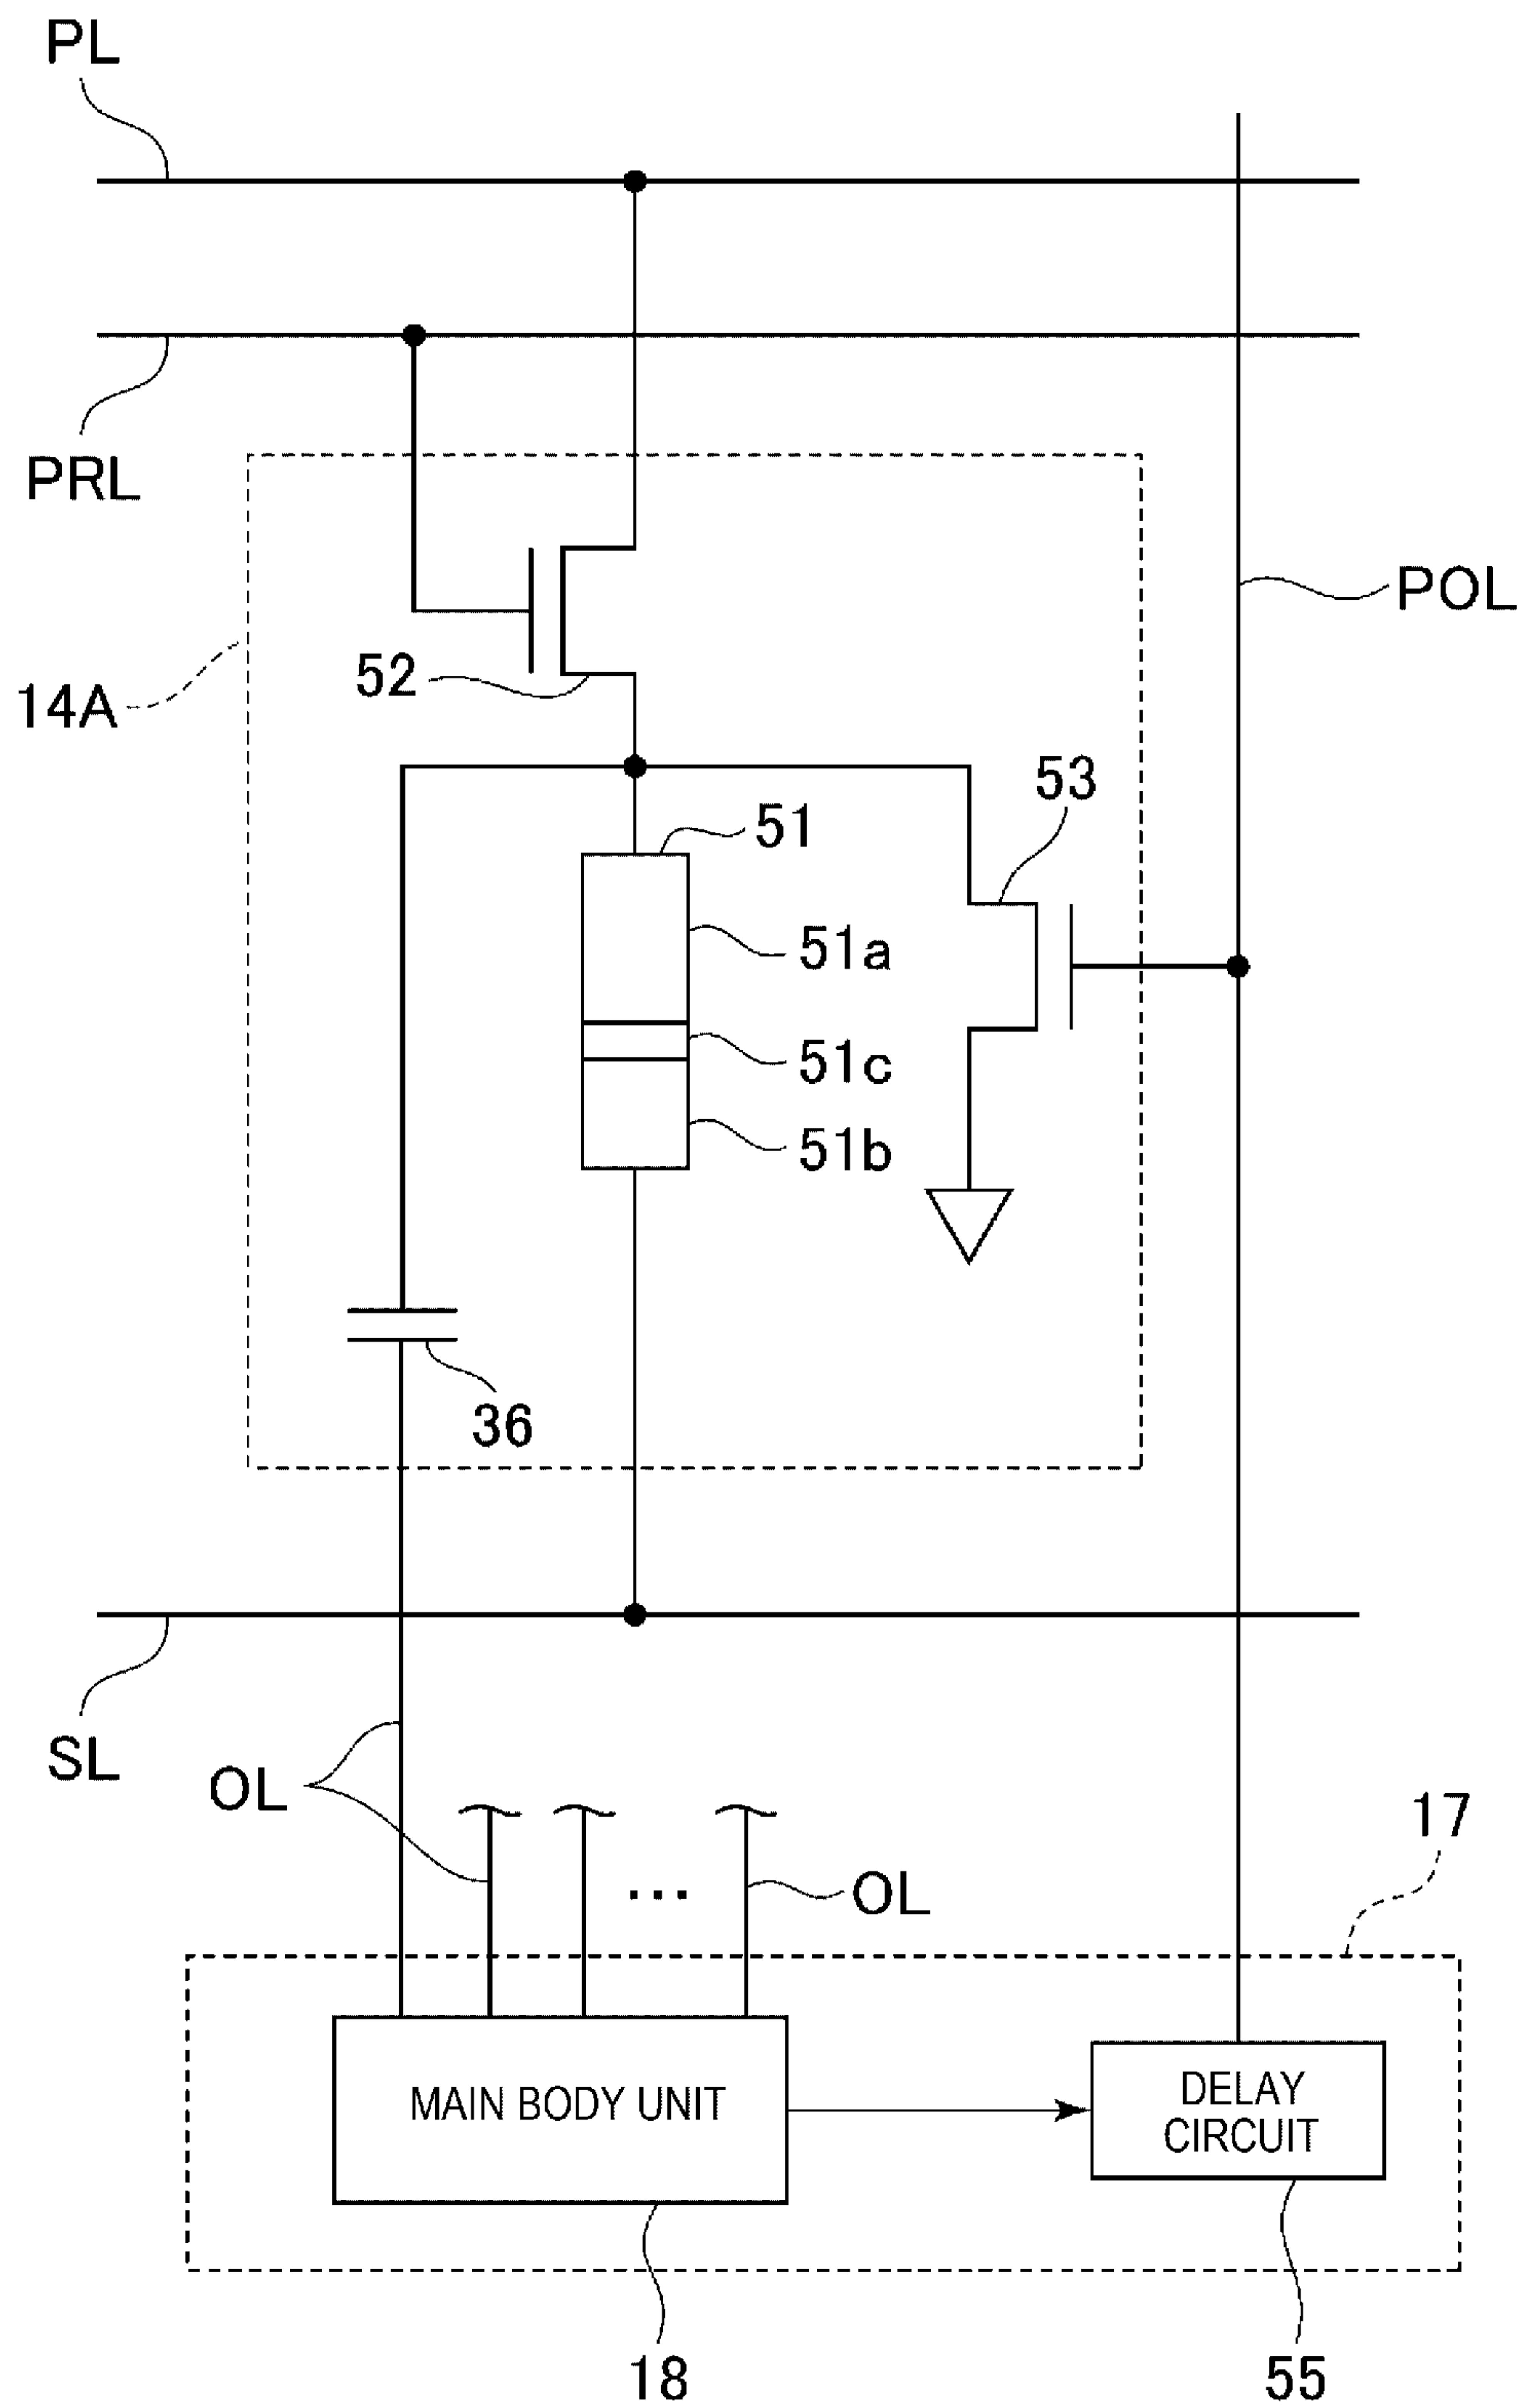 PL
PRL
POL
52
14A
53
51
51a
51c
51b
36
SL
OL
17
... OL
MAIN BODY UNIT
DELAY
CIRCUIT
18
55